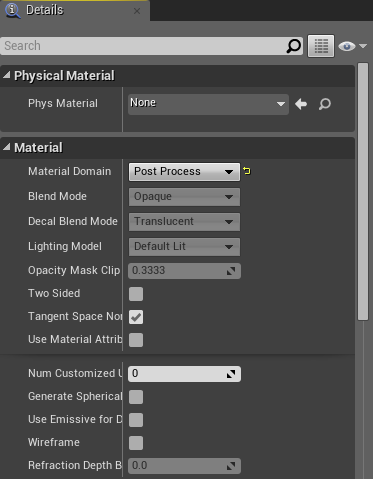 Details
Search
Physical Material
Phys Material None
Material
Material Domain Post Process
Blend Mode Opaque
Decal Blend Mode Translucent
Lighting Model Default Lit
Opacity Mask Clip 0.3333
Two Sided
Tangent Space Nor
Use Material Attrib
Num Customized U 0
Generate Spherical
Use Emissive for D
Wireframe
Refraction Depth B 0.0